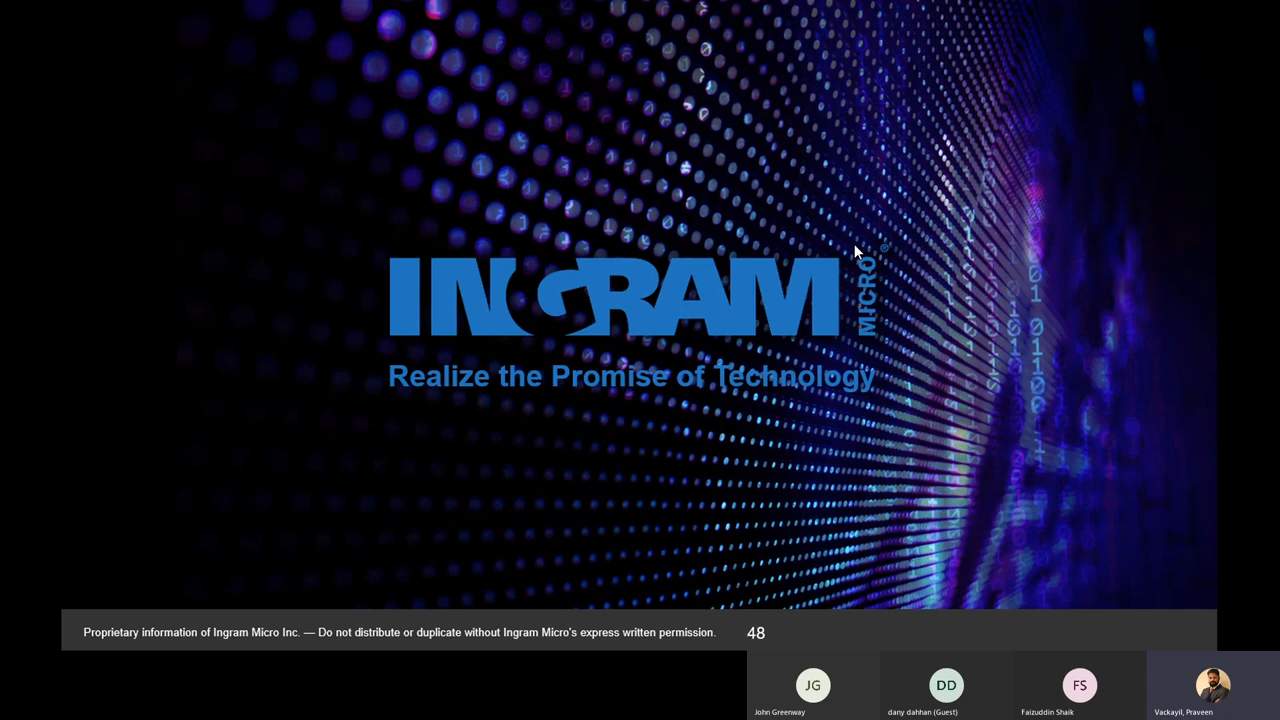 INGRAM MICRO®
Realize the Promise of Technology
Proprietary information of Ingram Micro Inc. — Do not distribute or duplicate without Ingram Micro's express written permission. 48
JG DD FS
John Greenway dany dahhan (Guest) Faizuddin Shaik Vackayil, Praveen